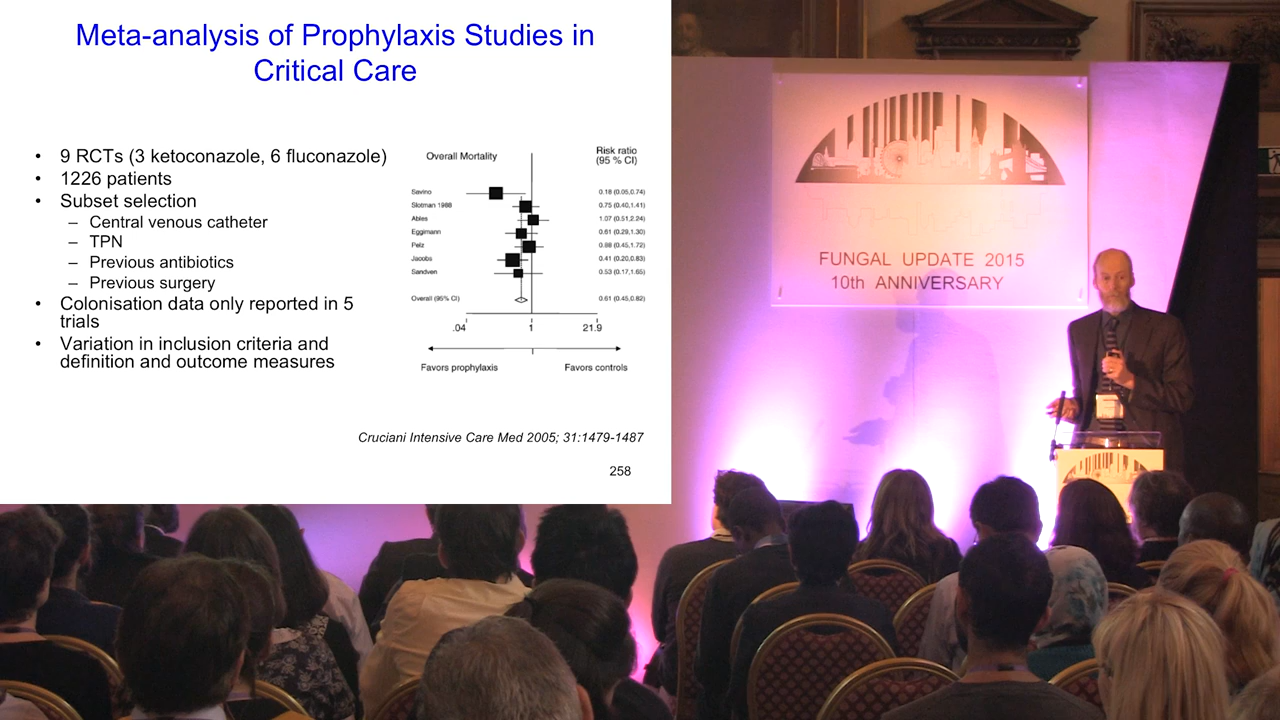 Meta-analysis of Prophylaxis Studies in
Critical Care
• 9 RCTs (3 ketoconazole, 6 fluconazole)
• 1226 patients
• Subset selection
– Central venous catheter
– TPN
– Previous antibiotics
– Previous surgery
• Colonisation data only reported in 5
trials
• Variation in inclusion criteria and
definition and outcome measures
Overall Mortality
Risk ratio
(95 % CI)
Savino 0.18 (0.05,0.74)
Slotman 1988 0.75 (0.40,1.41)
Ables 1.07 (0.51,2.24)
Eggimann 0.61 (0.29,1.30)
Pelz 0.88 (0.45,1.72)
Jacobs 0.41 (0.20,0.83)
Sandven 0.53 (0.17,1.65)
Overall (95% CI) 0.61 (0.45,0.82)
.04 1 21.9
Favors prophylaxis Favors controls
Cruciani Intensive Care Med 2005; 31:1479-1487
258
FUNGAL UPDATE 2015
10th ANNIVERSARY